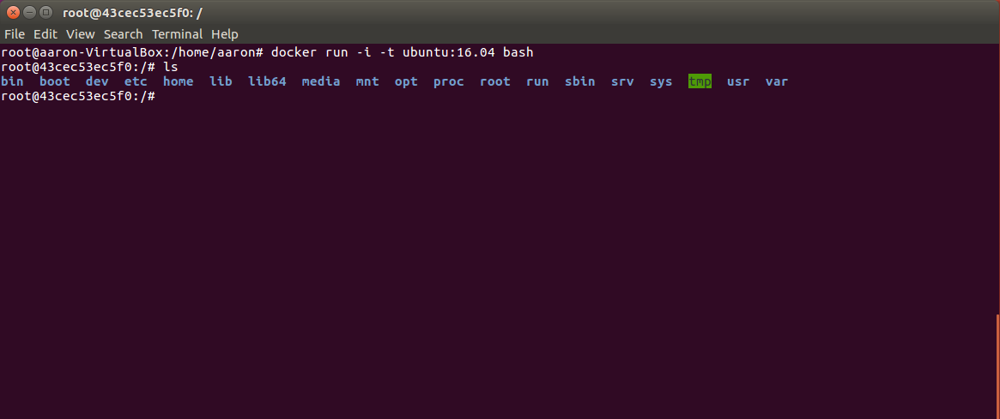 root@43cec53ec5f0: /
File Edit View Search Terminal Help
root@aaron-VirtualBox:/home/aaron# docker run -i -t ubuntu:16.04 bash
root@43cec53ec5f0:/# ls
bin  boot  dev  etc  home  lib  lib64  media  mnt  opt  proc  root  run  sbin  srv  sys  tmp  usr  var
root@43cec53ec5f0:/#